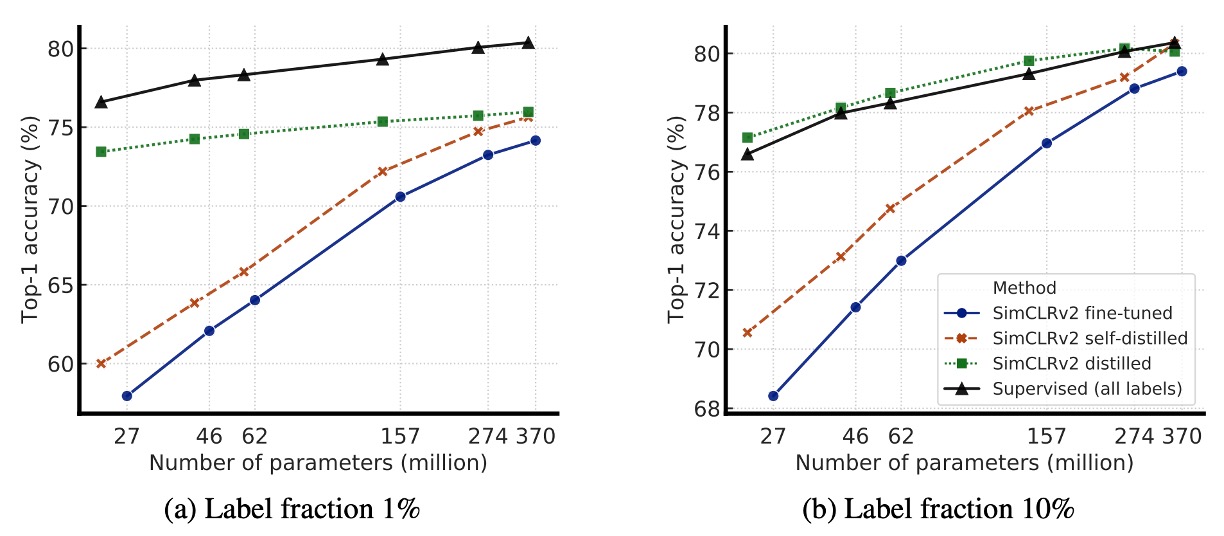 80
75
70
65
60
Top-1 accuracy (%)
27 46 62 157 274 370
Number of parameters (million)
(a) Label fraction 1%
80
78
76
74
72
70
68
Top-1 accuracy (%)
Method
SimCLRv2 fine-tuned
SimCLRv2 self-distilled
SimCLRv2 distilled
Supervised (all labels)
27 46 62 157 274 370
Number of parameters (million)
(b) Label fraction 10%